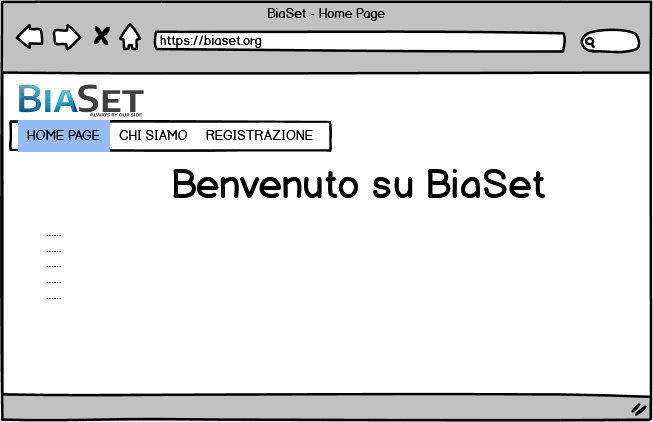 BiaSet - Home Page
https://biaset.org
BIASET
ALWAYS BY OUR SIDE
HOME PAGE CHI SIAMO REGISTRAZIONE
Benvenuto su BiaSet
......
......
......
......
......